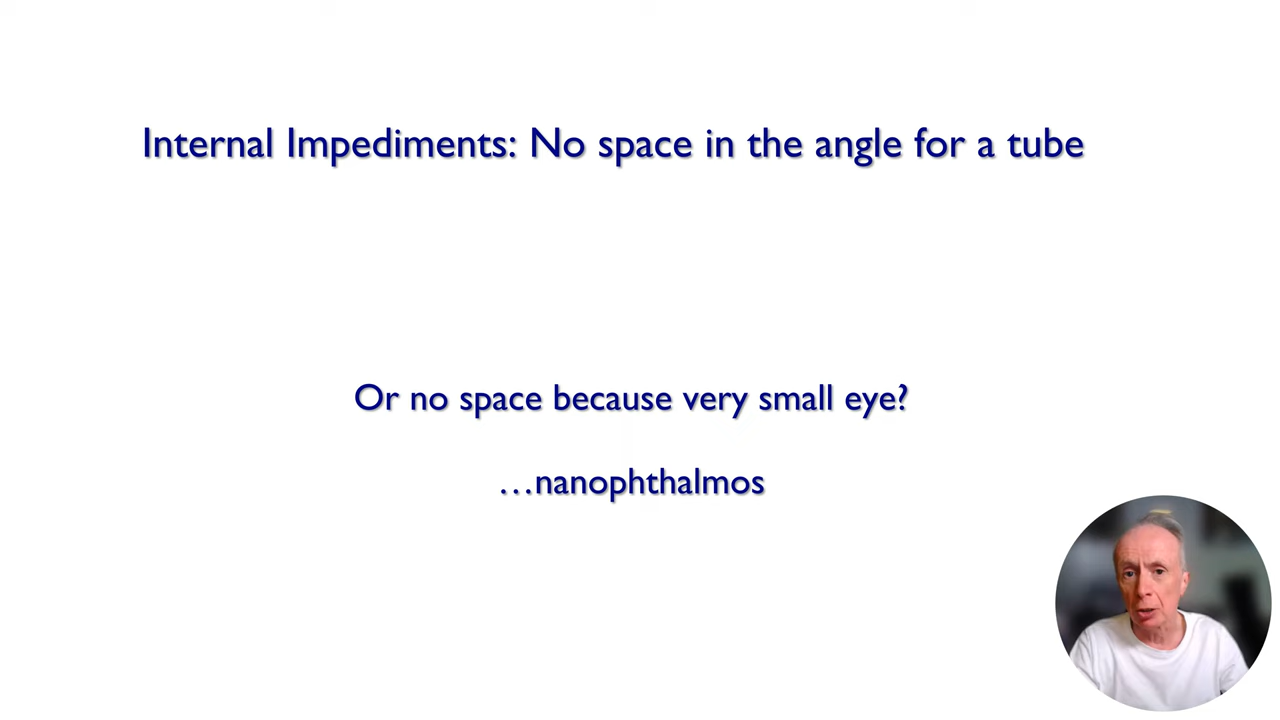 Internal Impediments: No space in the angle for a tube
Or no space because very small eye?
…nanophthalmos